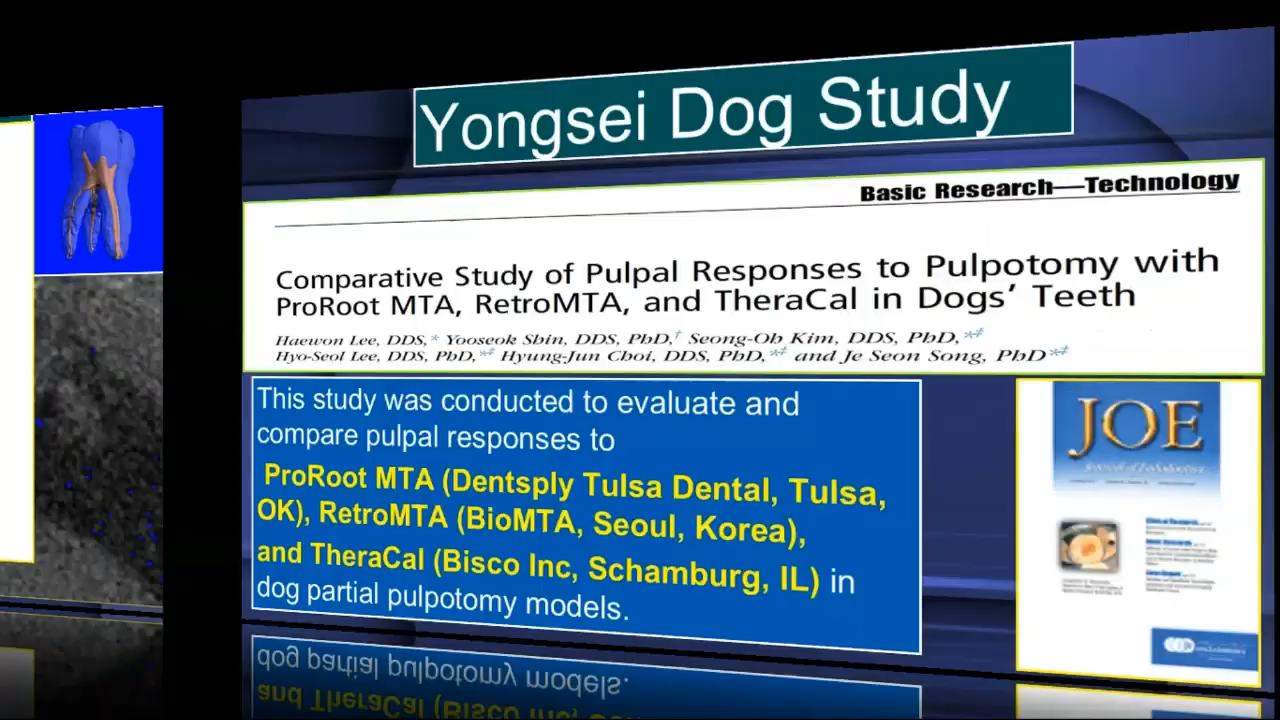 Yongsei Dog Study
Basic Research—Technology
Comparative Study of Pulpal Responses to Pulpotomy with
ProRoot MTA, RetroMTA, and TheraCal in Dogs' Teeth
Haewon Lee, DDS,* Yooseok Shin, DDS, PhD,† Seong-Oh Kim, DDS, PhD,*‡
Hyo-Seol Lee, DDS, PhD,*‡ Hyung-Jun Choi, DDS, PhD,*‡ and Je Seon Song, PhD*‡
This study was conducted to evaluate and
compare pulpal responses to
ProRoot MTA (Dentsply Tulsa Dental, Tulsa,
OK), RetroMTA (BioMTA, Seoul, Korea),
and TheraCal (Bisco Inc, Schamburg, IL) in
dog partial pulpotomy models.
JOE
Journal of Endodontics